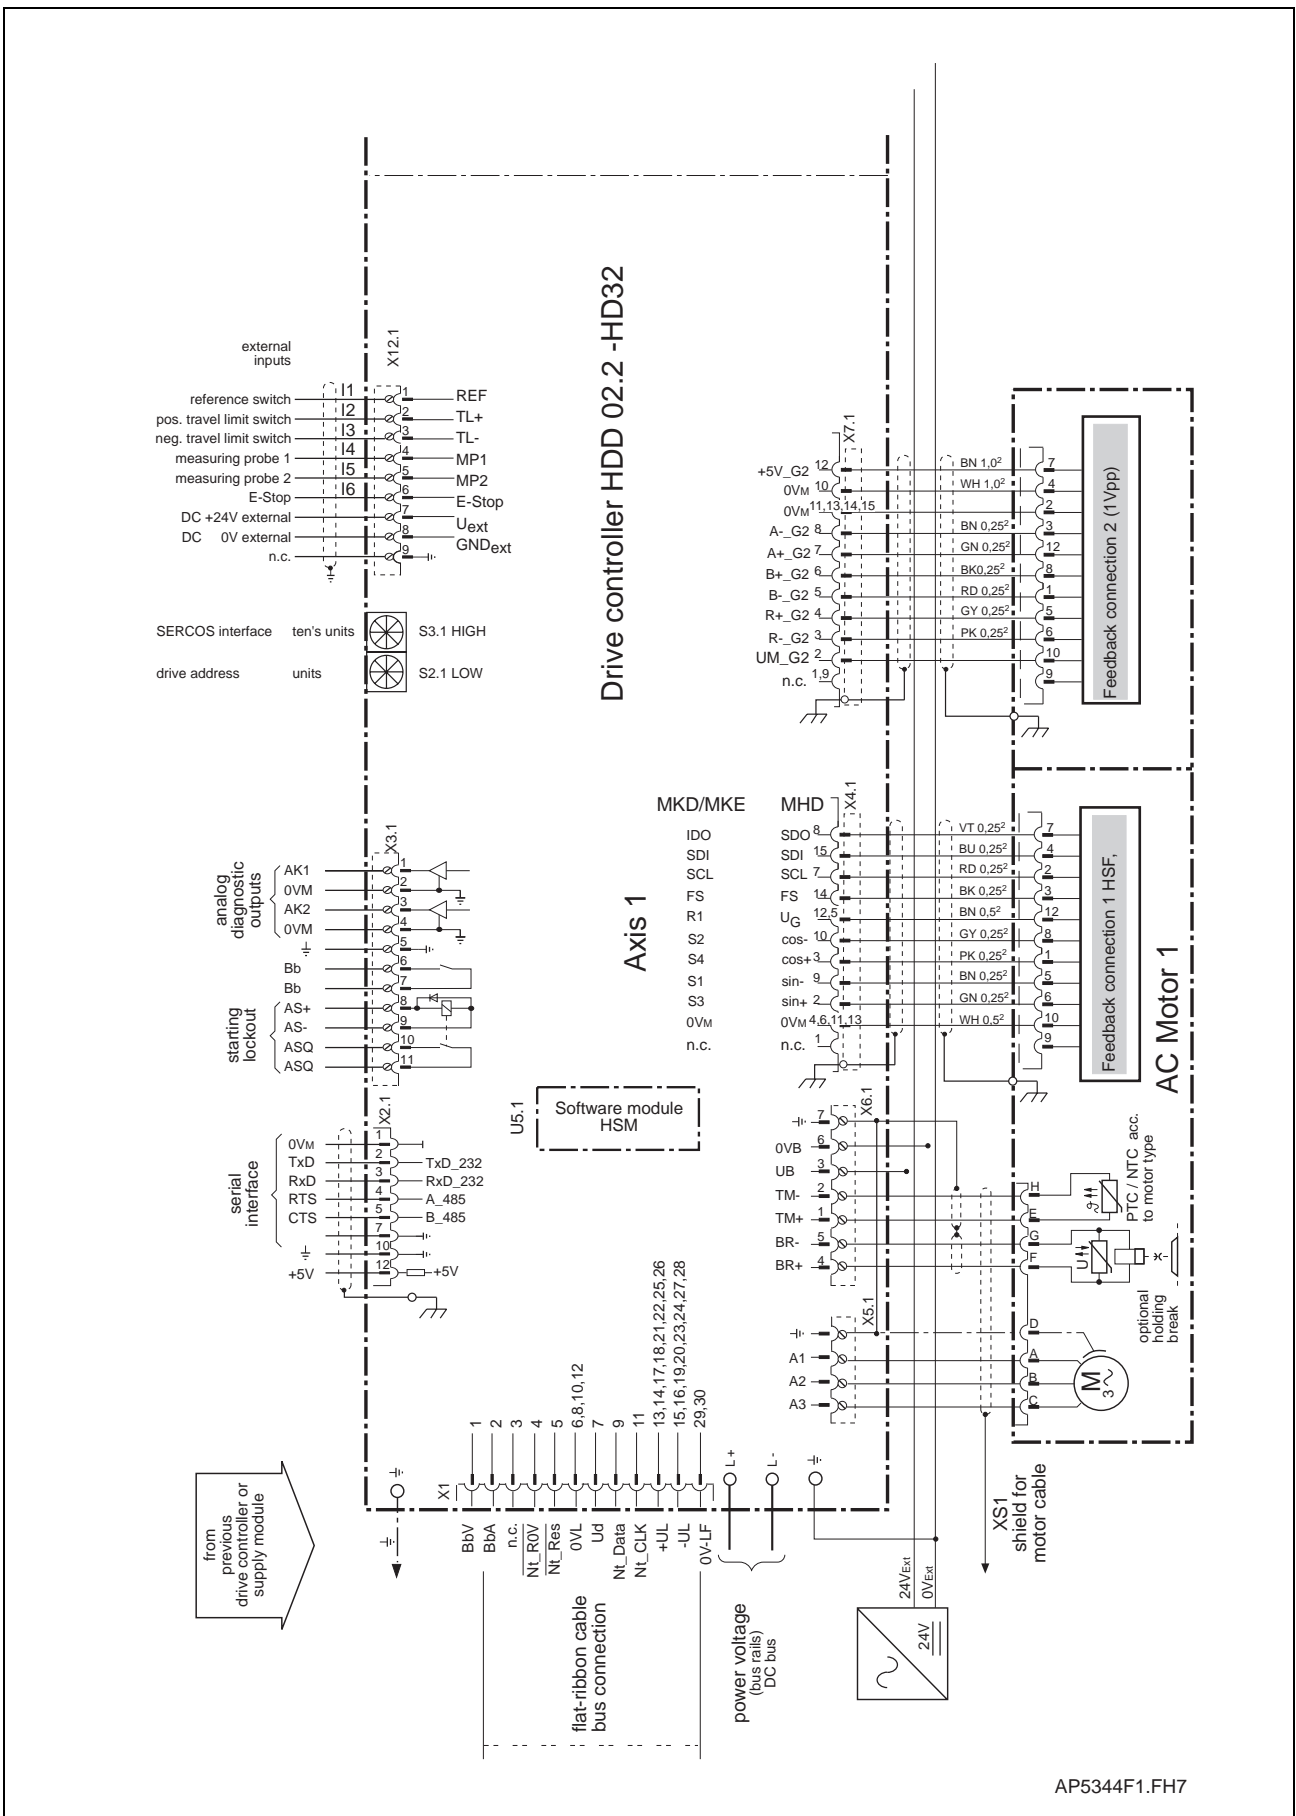 Drive controller HDD 02.2 -HD32
external
inputs
X12.1
reference switch I1 1 REF
pos. travel limit switch I2 2 TL+
neg. travel limit switch I3 3 TL-
measuring probe 1 I4 4 MP1
measuring probe 2 I5 5 MP2
E-Stop I6 6 E-Stop
DC +24V external 7 Uext
DC 0V external 8 GNDext
n.c. 9
SERCOS interface ten's units S3.1 HIGH
drive address units S2.1 LOW
X7.1
+5V_G2 12 BN 1,0² 7
0VM 10 WH 1,0² 4
0VM 11,13,14,15 2
A-_G2 8 BN 0,25² 3
A+_G2 7 GN 0,25² 12
B+_G2 6 BK0,25² 8
B-_G2 5 RD 0,25² 1
R+_G2 4 GY 0,25² 5
R-_G2 3 PK 0,25² 6
UM_G2 2 10
n.c. 1,9 9
Feedback connection 2 (1Vpp)
analog
diagnostic
outputs
X3.1
AK1 1
0VM 2
AK2 3
0VM 4
5
Bb 6
Bb 7
starting
lockout
AS+ 8
AS- 9
ASQ 10
ASQ 11
Axis 1
MKD/MKE MHD X4.1
IDO SDO 8 VT 0,25² 7
SDI SDI 15 BU 0,25² 4
SCL SCL 7 RD 0,25² 2
FS FS 14 BK 0,25² 3
R1 UG 12,5 BN 0,5² 12
S2 cos- 10 GY 0,25² 8
S4 cos+ 3 PK 0,25² 1
S1 sin- 9 BN 0,25² 5
S3 sin+ 2 GN 0,25² 6
0VM 0VM 4,6,11,13 WH 0,5² 10
n.c. n.c. 1 9
Feedback connection 1 HSF,
AC Motor 1
U5.1
Software module
HSM
serial
interface
X2.1
0VM 1
TxD 2 TxD_232
RxD 3 RxD_232
RTS 4 A_485
CTS 5 B_485
7
10
+5V 12 +5V
X6.1
7
0VB 6
UB 3
TM- 2 H
TM+ 1 E
BR- 5 G
BR+ 4 F
PTC / NTC acc.
to motor type
ϑ
U
optional
holding
break
X5.1
D
A1 A
A2 B
A3 C
M
3 ~
from
previous
drive controller or
supply module
X1
BbV 1
BbA 2
n.c. 3
Nt_R0V 4
Nt_Res 5
0VL 6,8,10,12
Ud 7
Nt_Data 9
Nt_CLK 11
+UL 13,14,17,18,21,22,25,26
-UL 15,16,19,20,23,24,27,28
0V-LF 29,30
flat-ribbon cable
bus connection
L+
L-
power voltage
(bus rails)
DC bus
24VExt
0VExt
24V
XS1
shield for
motor cable
AP5344F1.FH7